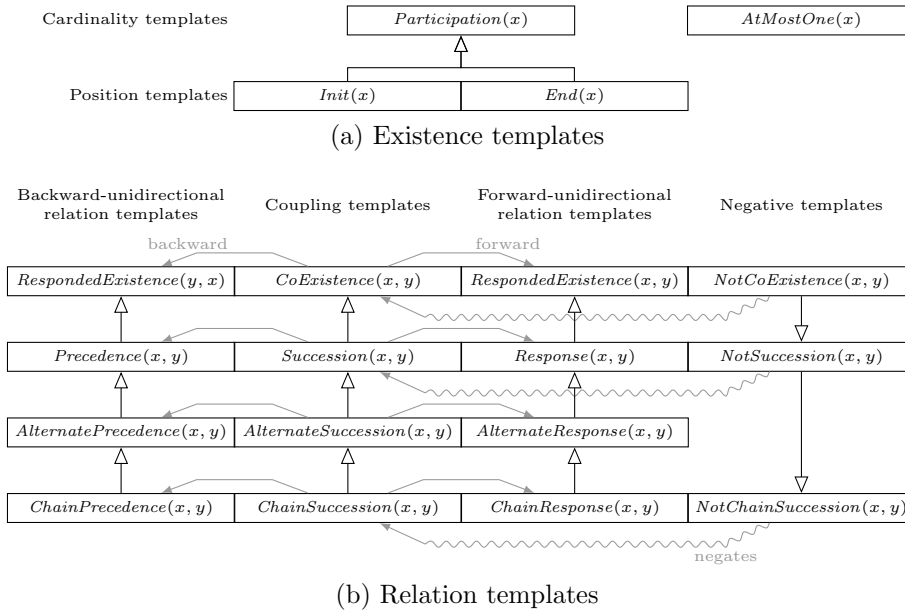 Cardinality templates Participation(x) AtMostOne(x)
Position templates Init(x) End(x)
(a) Existence templates
Backward-unidirectional relation templates Coupling templates Forward-unidirectional relation templates Negative templates
backward forward
RespondedExistence(y, x) CoExistence(x, y) RespondedExistence(x, y) NotCoExistence(x, y)
Precedence(x, y) Succession(x, y) Response(x, y) NotSuccession(x, y)
AlternatePrecedence(x, y) AlternateSuccession(x, y) AlternateResponse(x, y)
ChainPrecedence(x, y) ChainSuccession(x, y) ChainResponse(x, y) NotChainSuccession(x, y)
negates
(b) Relation templates